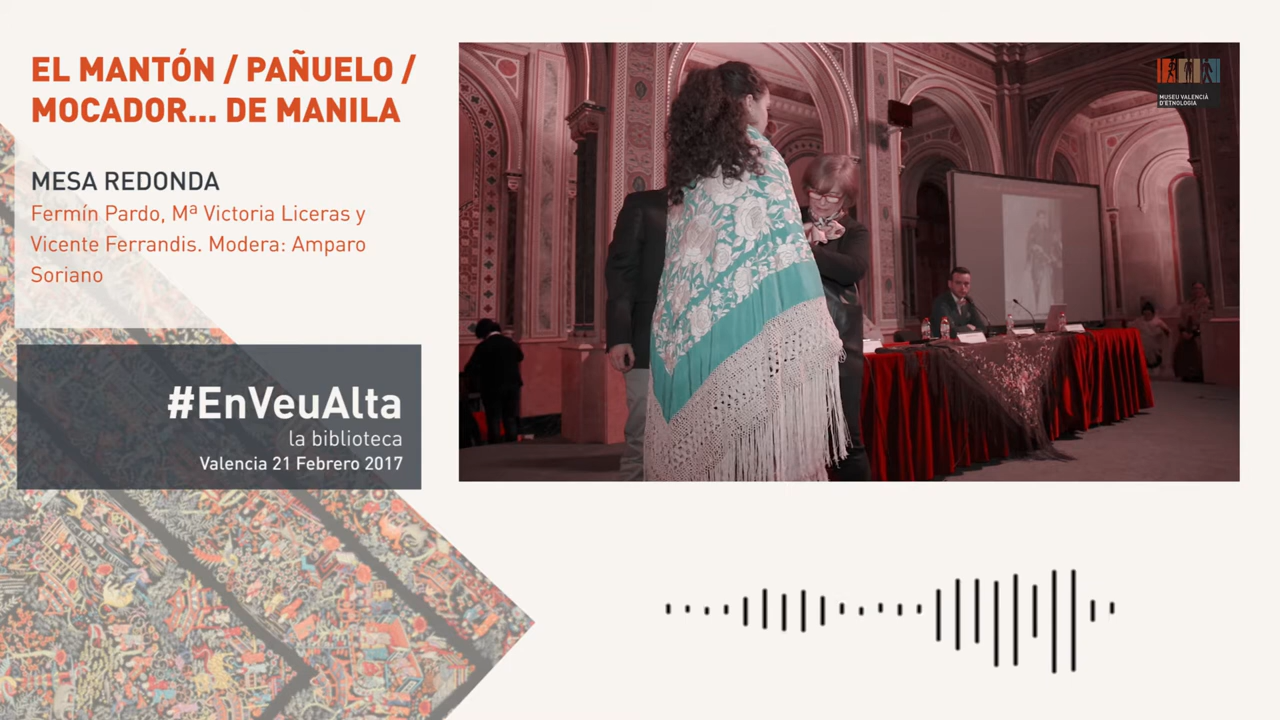 EL MANTÓN / PAÑUELO /
MOCADOR... DE MANILA
MESA REDONDA
Fermín Pardo, Mª Victoria Liceras y
Vicente Ferrandis. Modera: Amparo
Soriano
#EnVeuAlta
la biblioteca
Valencia 21 Febrero 2017
MUSEU VALENCIÀ
D'ETNOLOGIA